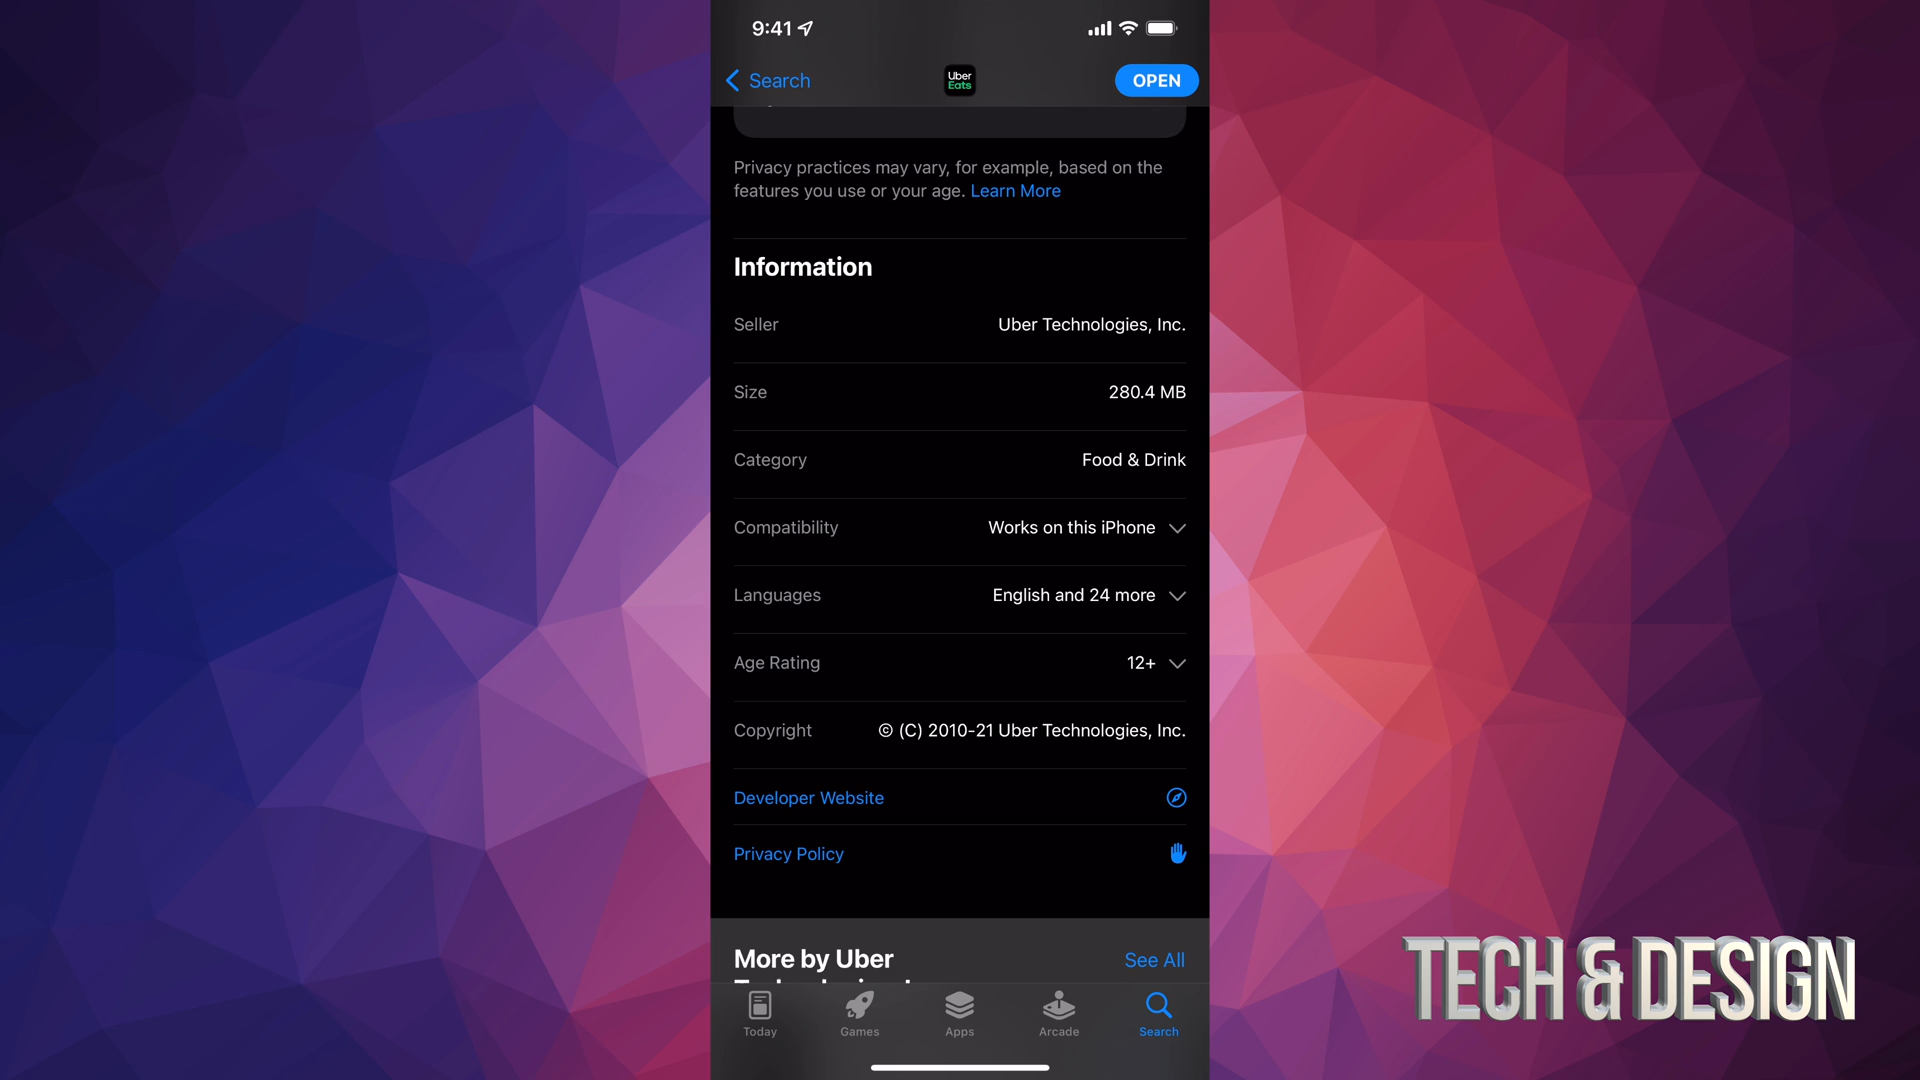 9:41
Search
Uber
Eats
OPEN
Privacy practices may vary, for example, based on the
features you use or your age. Learn More
Information
Seller
Uber Technologies, Inc.
Size
280.4 MB
Category
Food & Drink
Compatibility
Works on this iPhone
Languages
English and 24 more
Age Rating
12+
Copyright
© (C) 2010-21 Uber Technologies, Inc.
Developer Website
Privacy Policy
More by Uber
See All
Today
Games
Apps
Arcade
Search
TECH & DESIGN